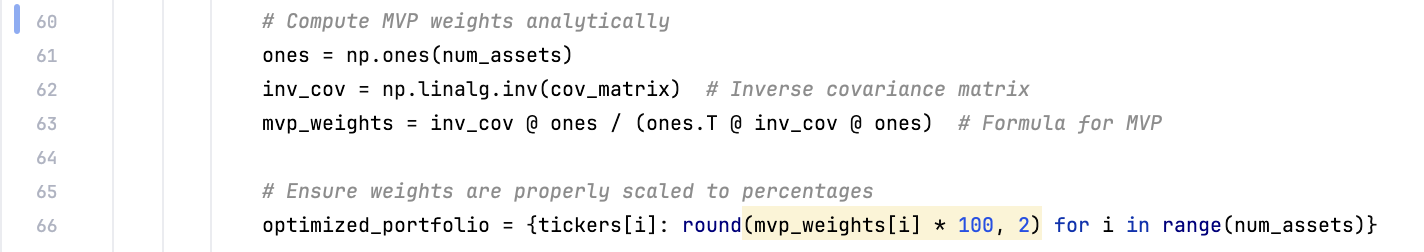 60 # Compute MVP weights analytically
61 ones = np.ones(num_assets)
62 inv_cov = np.linalg.inv(cov_matrix)  # Inverse covariance matrix
63 mvp_weights = inv_cov @ ones / (ones.T @ inv_cov @ ones)  # Formula for MVP
64
65 # Ensure weights are properly scaled to percentages
66 optimized_portfolio = {tickers[i]: round(mvp_weights[i] * 100, 2) for i in range(num_assets)}